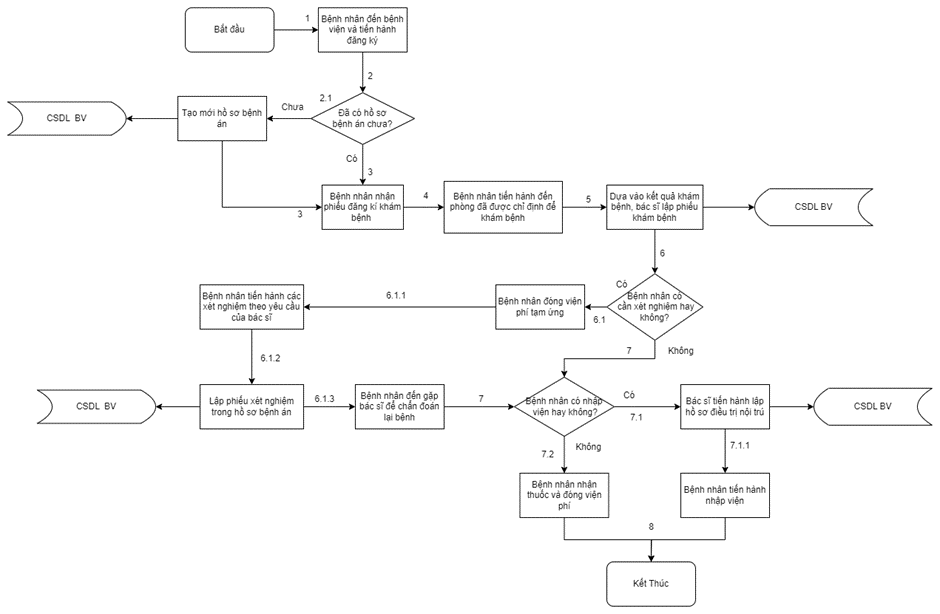 Bắt đầu
1
Bệnh nhân đến bệnh
viện và tiến hành
đăng ký
2
2.1
Chưa
Đã có hồ sơ
bệnh án chưa?
Tạo mới hồ sơ bệnh
án
CSDL BV
Có
3
3
Bệnh nhân nhận
phiếu đăng kí khám
bệnh
4
Bệnh nhân tiến hành đến
phòng đã được chỉ định để
khám bệnh
5
Dựa vào kết quả khám
bệnh, bác sĩ lập phiếu
khám bệnh
CSDL BV
6
Có
Bệnh nhân có
cần xét nghiệm hay
không?
6.1
Bệnh nhân đóng viện
phí tạm ứng
6.1.1
Bệnh nhân tiến hành các
xét nghiệm theo yêu cầu
của bác sĩ
6.1.2
7
Không
CSDL BV
Lập phiếu xét nghiệm
trong hồ sơ bệnh án
6.1.3
Bệnh nhân đến gặp
bác sĩ để chẩn đoán
lại bệnh
7
Bệnh nhân có nhập
viện hay không?
Có
7.1
Bác sĩ tiến hành lập
hồ sơ điều trị nội trú
CSDL BV
7.2
Không
7.1.1
Bệnh nhân nhận
thuốc và đóng viện
phí
Bệnh nhân tiến hành
nhập viện
8
Kết Thúc